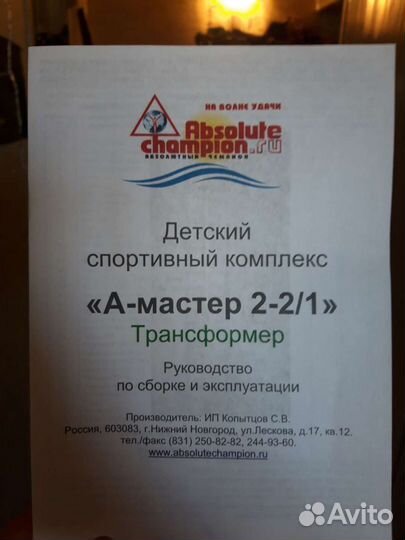 НА ВОЛНЕ УДАЧИ
Absolute
champion.ru
АБСОЛЮТНЫЙ ЧЕМПИОН
Детский
спортивный комплекс
«А-мастер 2-2/1»
Трансформер
Руководство
по сборке и эксплуатации
Производитель: ИП Копытцов С.В.
Россия, 603083, г.Нижний Новгород, ул.Лескова, д.17, кв.12.
тел./факс (831) 250-82-82, 244-93-60.
www.absolutechampion.ru
Avito